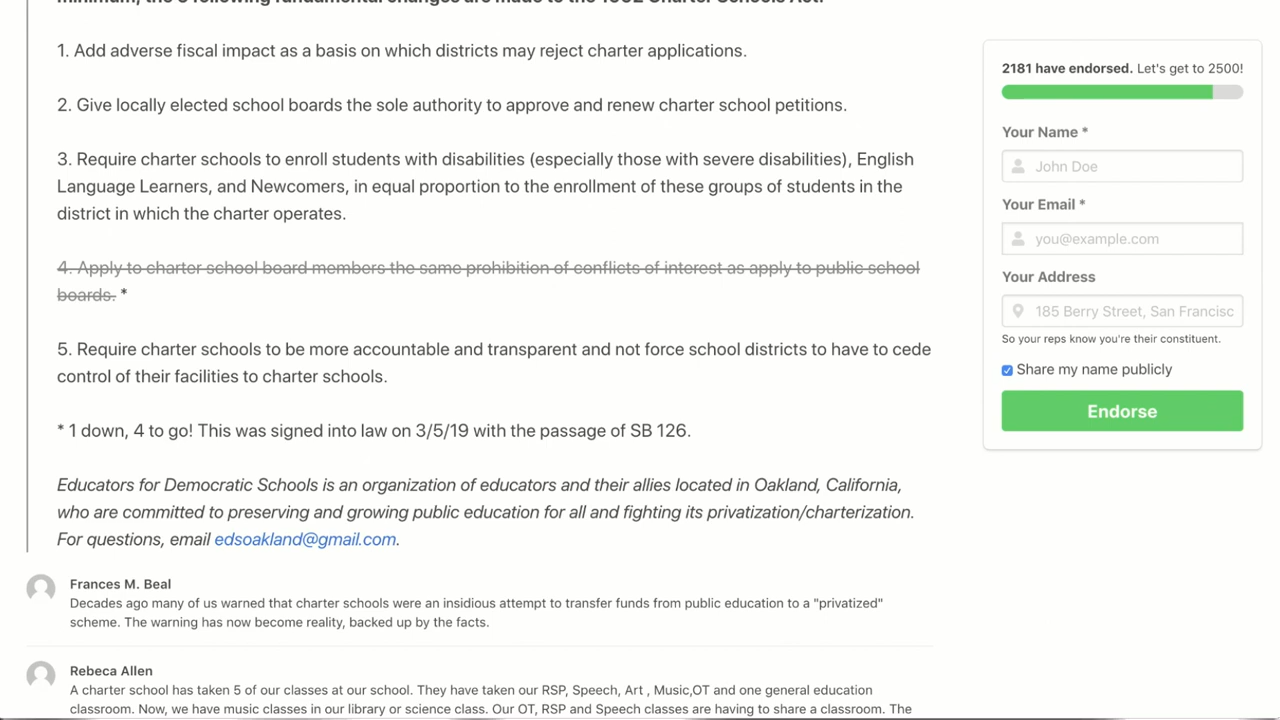 minimum, the 5 following fundamental changes are made to the 1992 Charter Schools Act:
1. Add adverse fiscal impact as a basis on which districts may reject charter applications.
2. Give locally elected school boards the sole authority to approve and renew charter school petitions.
3. Require charter schools to enroll students with disabilities (especially those with severe disabilities), English
Language Learners, and Newcomers, in equal proportion to the enrollment of these groups of students in the
district in which the charter operates.
4. Apply to charter school board members the same prohibition of conflicts of interest as apply to public school
boards. *
5. Require charter schools to be more accountable and transparent and not force school districts to have to cede
control of their facilities to charter schools.
* 1 down, 4 to go! This was signed into law on 3/5/19 with the passage of SB 126.
Educators for Democratic Schools is an organization of educators and their allies located in Oakland, California,
who are committed to preserving and growing public education for all and fighting its privatization/charterization.
For questions, email edsoakland@gmail.com.
Frances M. Beal
Decades ago many of us warned that charter schools were an insidious attempt to transfer funds from public education to a "privatized"
scheme. The warning has now become reality, backed up by the facts.
Rebeca Allen
A charter school has taken 5 of our classes at our school. They have taken our RSP, Speech, Art , Music,OT and one general education
classroom. Now, we have music classes in our library or science class. Our OT, RSP and Speech classes are having to share a classroom. The
2181 have endorsed. Let's get to 2500!
Your Name *
John Doe
Your Email *
you@example.com
Your Address
185 Berry Street, San Francisc
So your reps know you're their constituent.
Share my name publicly
Endorse